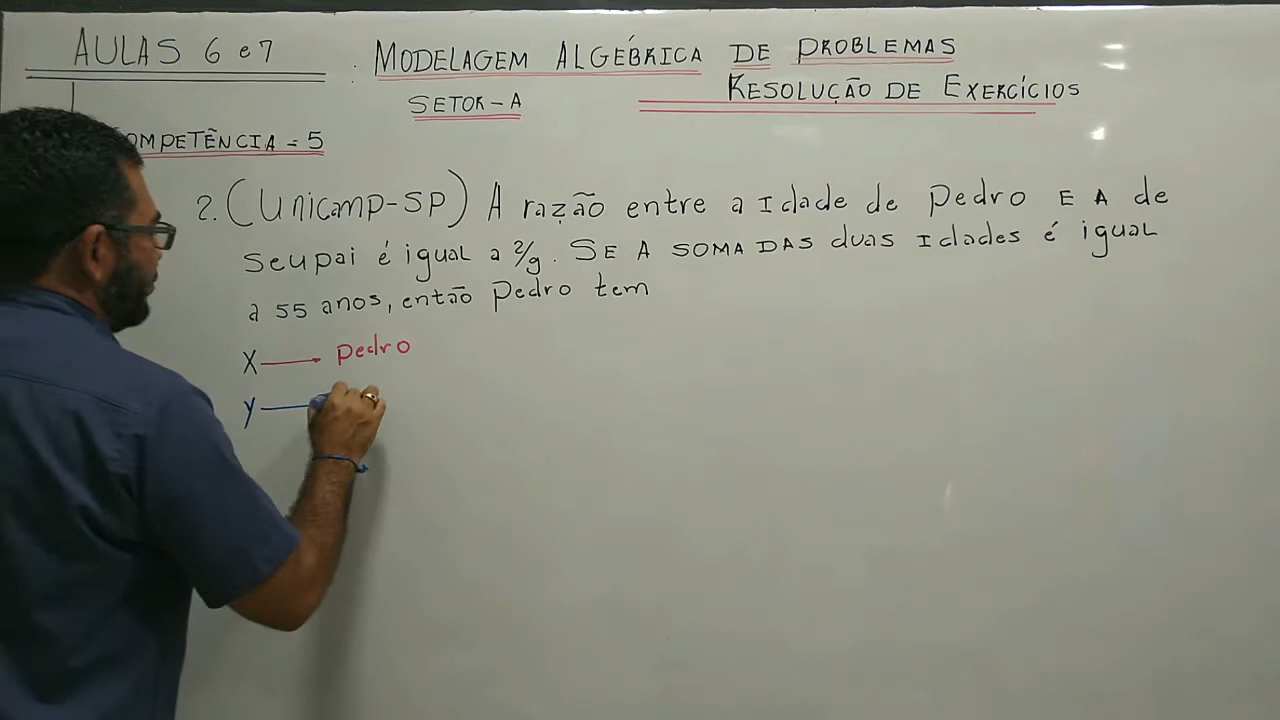 AULAS 6 e 7 : MODELAGEM ALGÉBRICA DE PROBLEMAS
SETOR-A RESOLUÇÃO DE EXERCÍCIOS
OMPETÊNCIA = 5
2. (Unicamp-SP) A razão entre a Idade de Pedro E A de
seu pai é igual a 2/9. SE A SOMA DAS duas Idades é igual
a 55 anos, então Pedro tem
X → Pedro
y